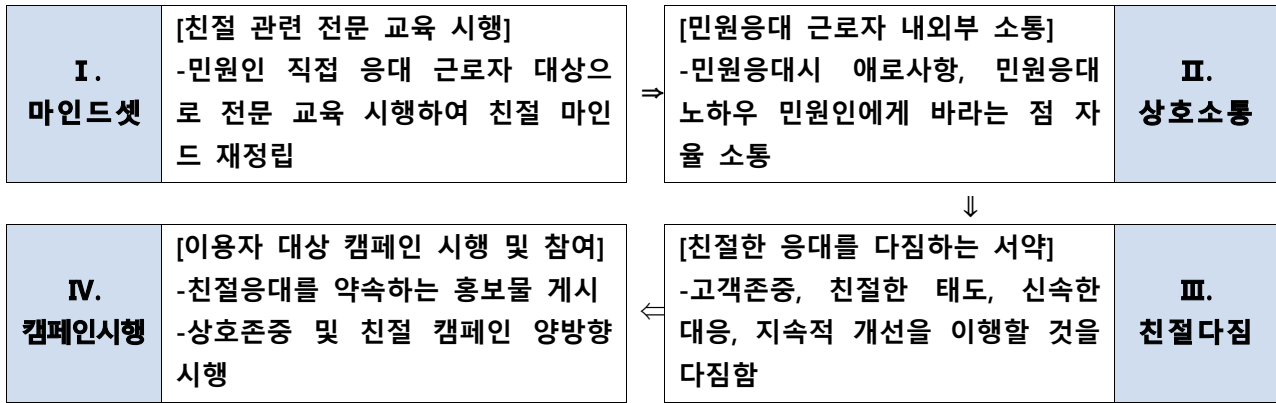 Ⅰ.
마인드셋
[친절 관련 전문 교육 시행]
-민원인 직접 응대 근로자 대상으
로 전문 교육 시행하여 친절 마인
드 재정립
⇒
[민원응대 근로자 내외부 소통]
-민원응대시 애로사항, 민원응대
노하우 민원인에게 바라는 점 자
율 소통
Ⅱ.
상호소통
⇓
[친절한 응대를 다짐하는 서약]
-고객존중, 친절한 태도, 신속한
대응, 지속적 개선을 이행할 것을
다짐함
Ⅲ.
친절다짐
⇐
[이용자 대상 캠페인 시행 및 참여]
-친절응대를 약속하는 홍보물 게시
-상호존중 및 친절 캠페인 양방향
시행
Ⅳ.
캠페인시행